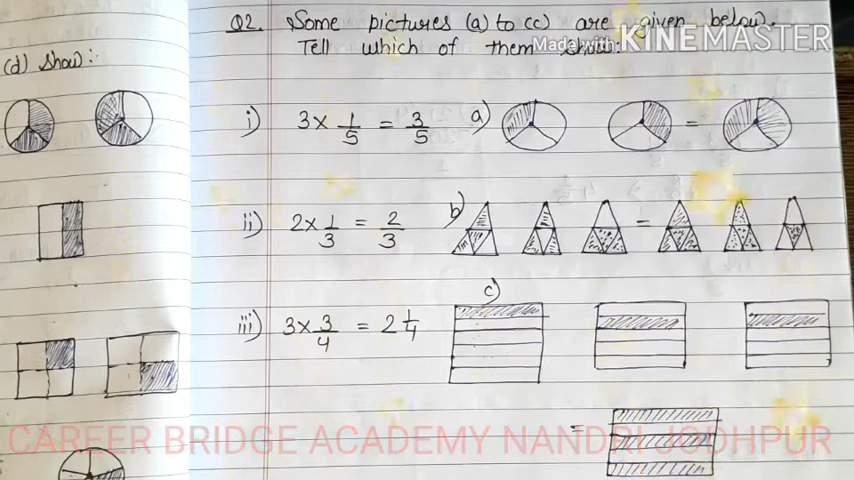 Q2. Some pictures (a) to (c) are given below.
Tell which of them show:
Made with KINEMASTER
(d) Show:
i) 3 × 1/5 = 3/5 a) =
ii) 2 × 1/3 = 2/3 b) =
iii) 3 × 3/4 = 2 1/4 c)
=
CAREER BRIDGE ACADEMY NANDRI JODHPUR